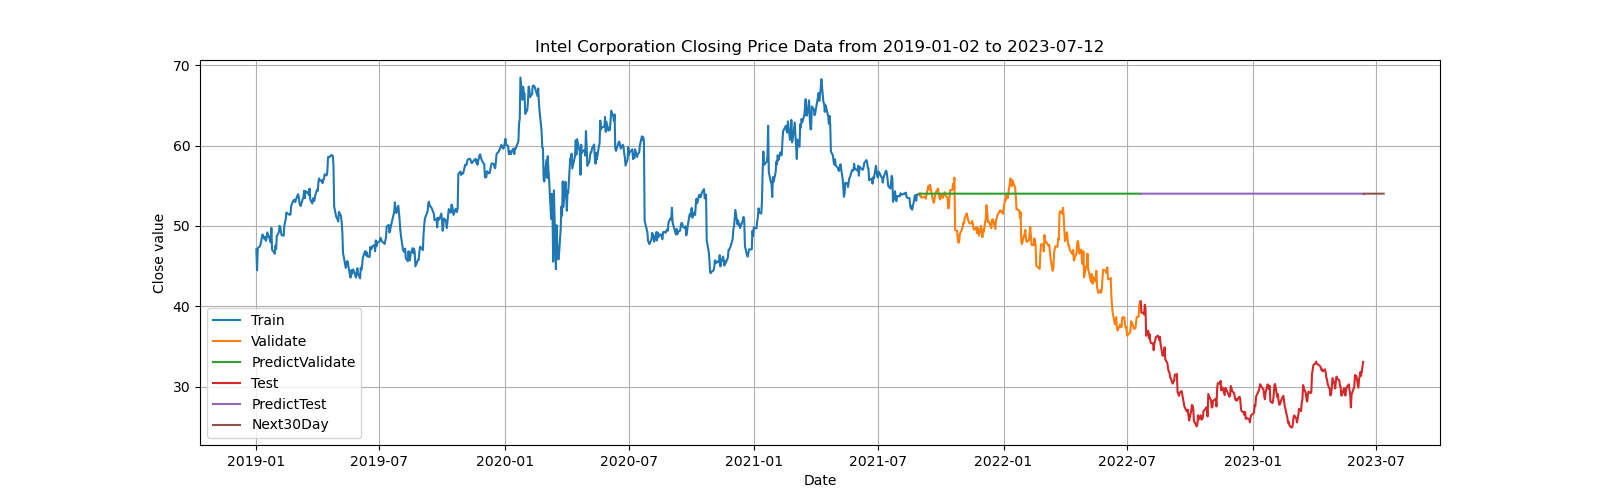 Intel Corporation Closing Price Data from 2019-01-02 to 2023-07-12
70
60
50
40
30
Close value
Train
Validate
PredictValidate
Test
PredictTest
Next30Day
2019-01 2019-07 2020-01 2020-07 2021-01 2021-07 2022-01 2022-07 2023-01 2023-07
Date